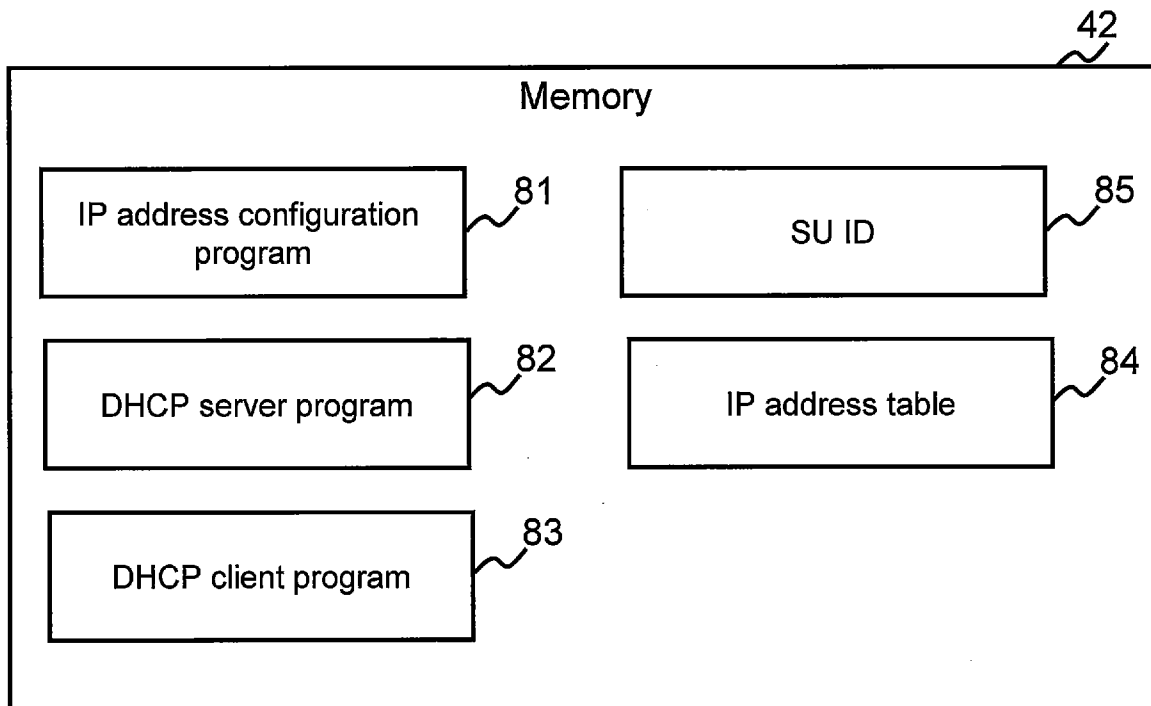 42
Memory
IP address configuration
program
81
SU ID
85
DHCP server program
82
IP address table
84
DHCP client program
83